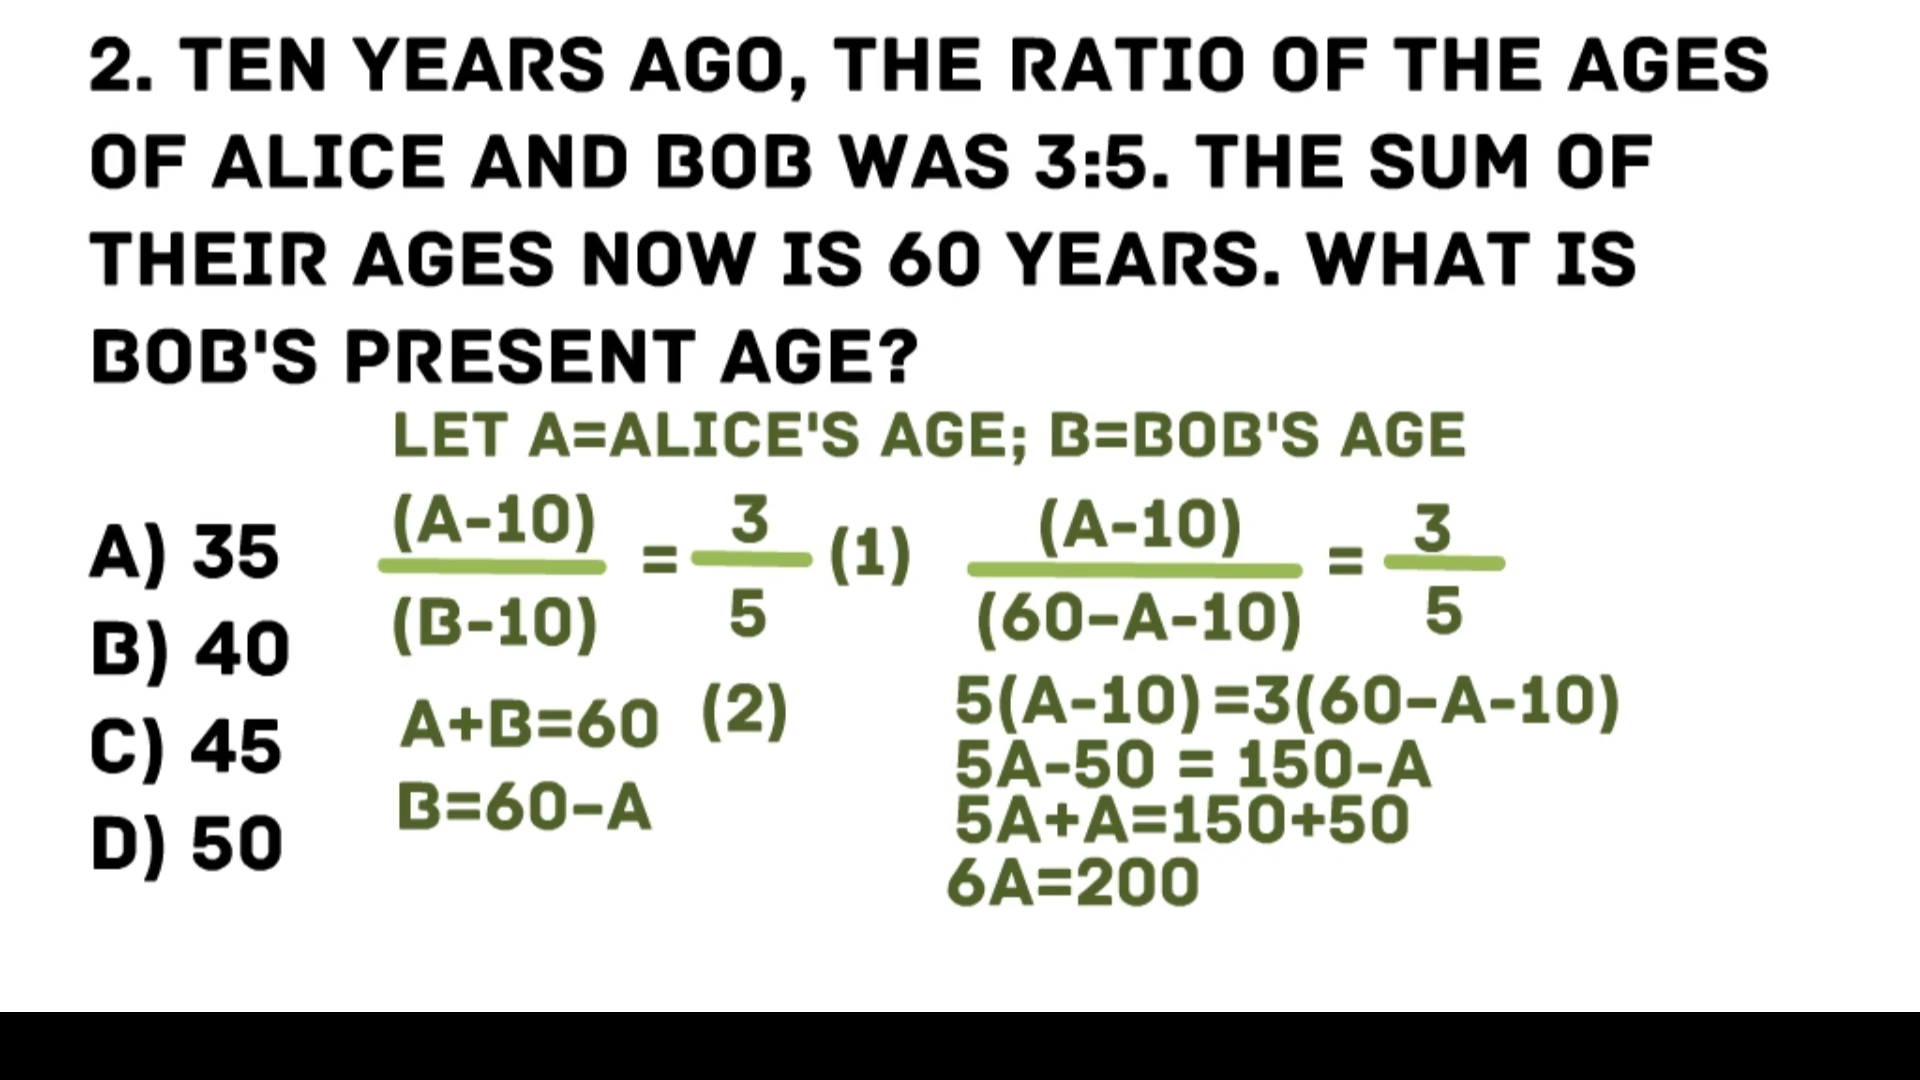 2. TEN YEARS AGO, THE RATIO OF THE AGES
OF ALICE AND BOB WAS 3:5. THE SUM OF
THEIR AGES NOW IS 60 YEARS. WHAT IS
BOB'S PRESENT AGE?
LET A=ALICE'S AGE; B=BOB'S AGE
A) 35
B) 40
C) 45
D) 50
(A-10)
(B-10)
=
3
5
(1)
A+B=60 (2)
B=60-A
(A-10)
(60-A-10)
=
3
5
5(A-10)=3(60-A-10)
5A-50 = 150-A
5A+A=150+50
6A=200